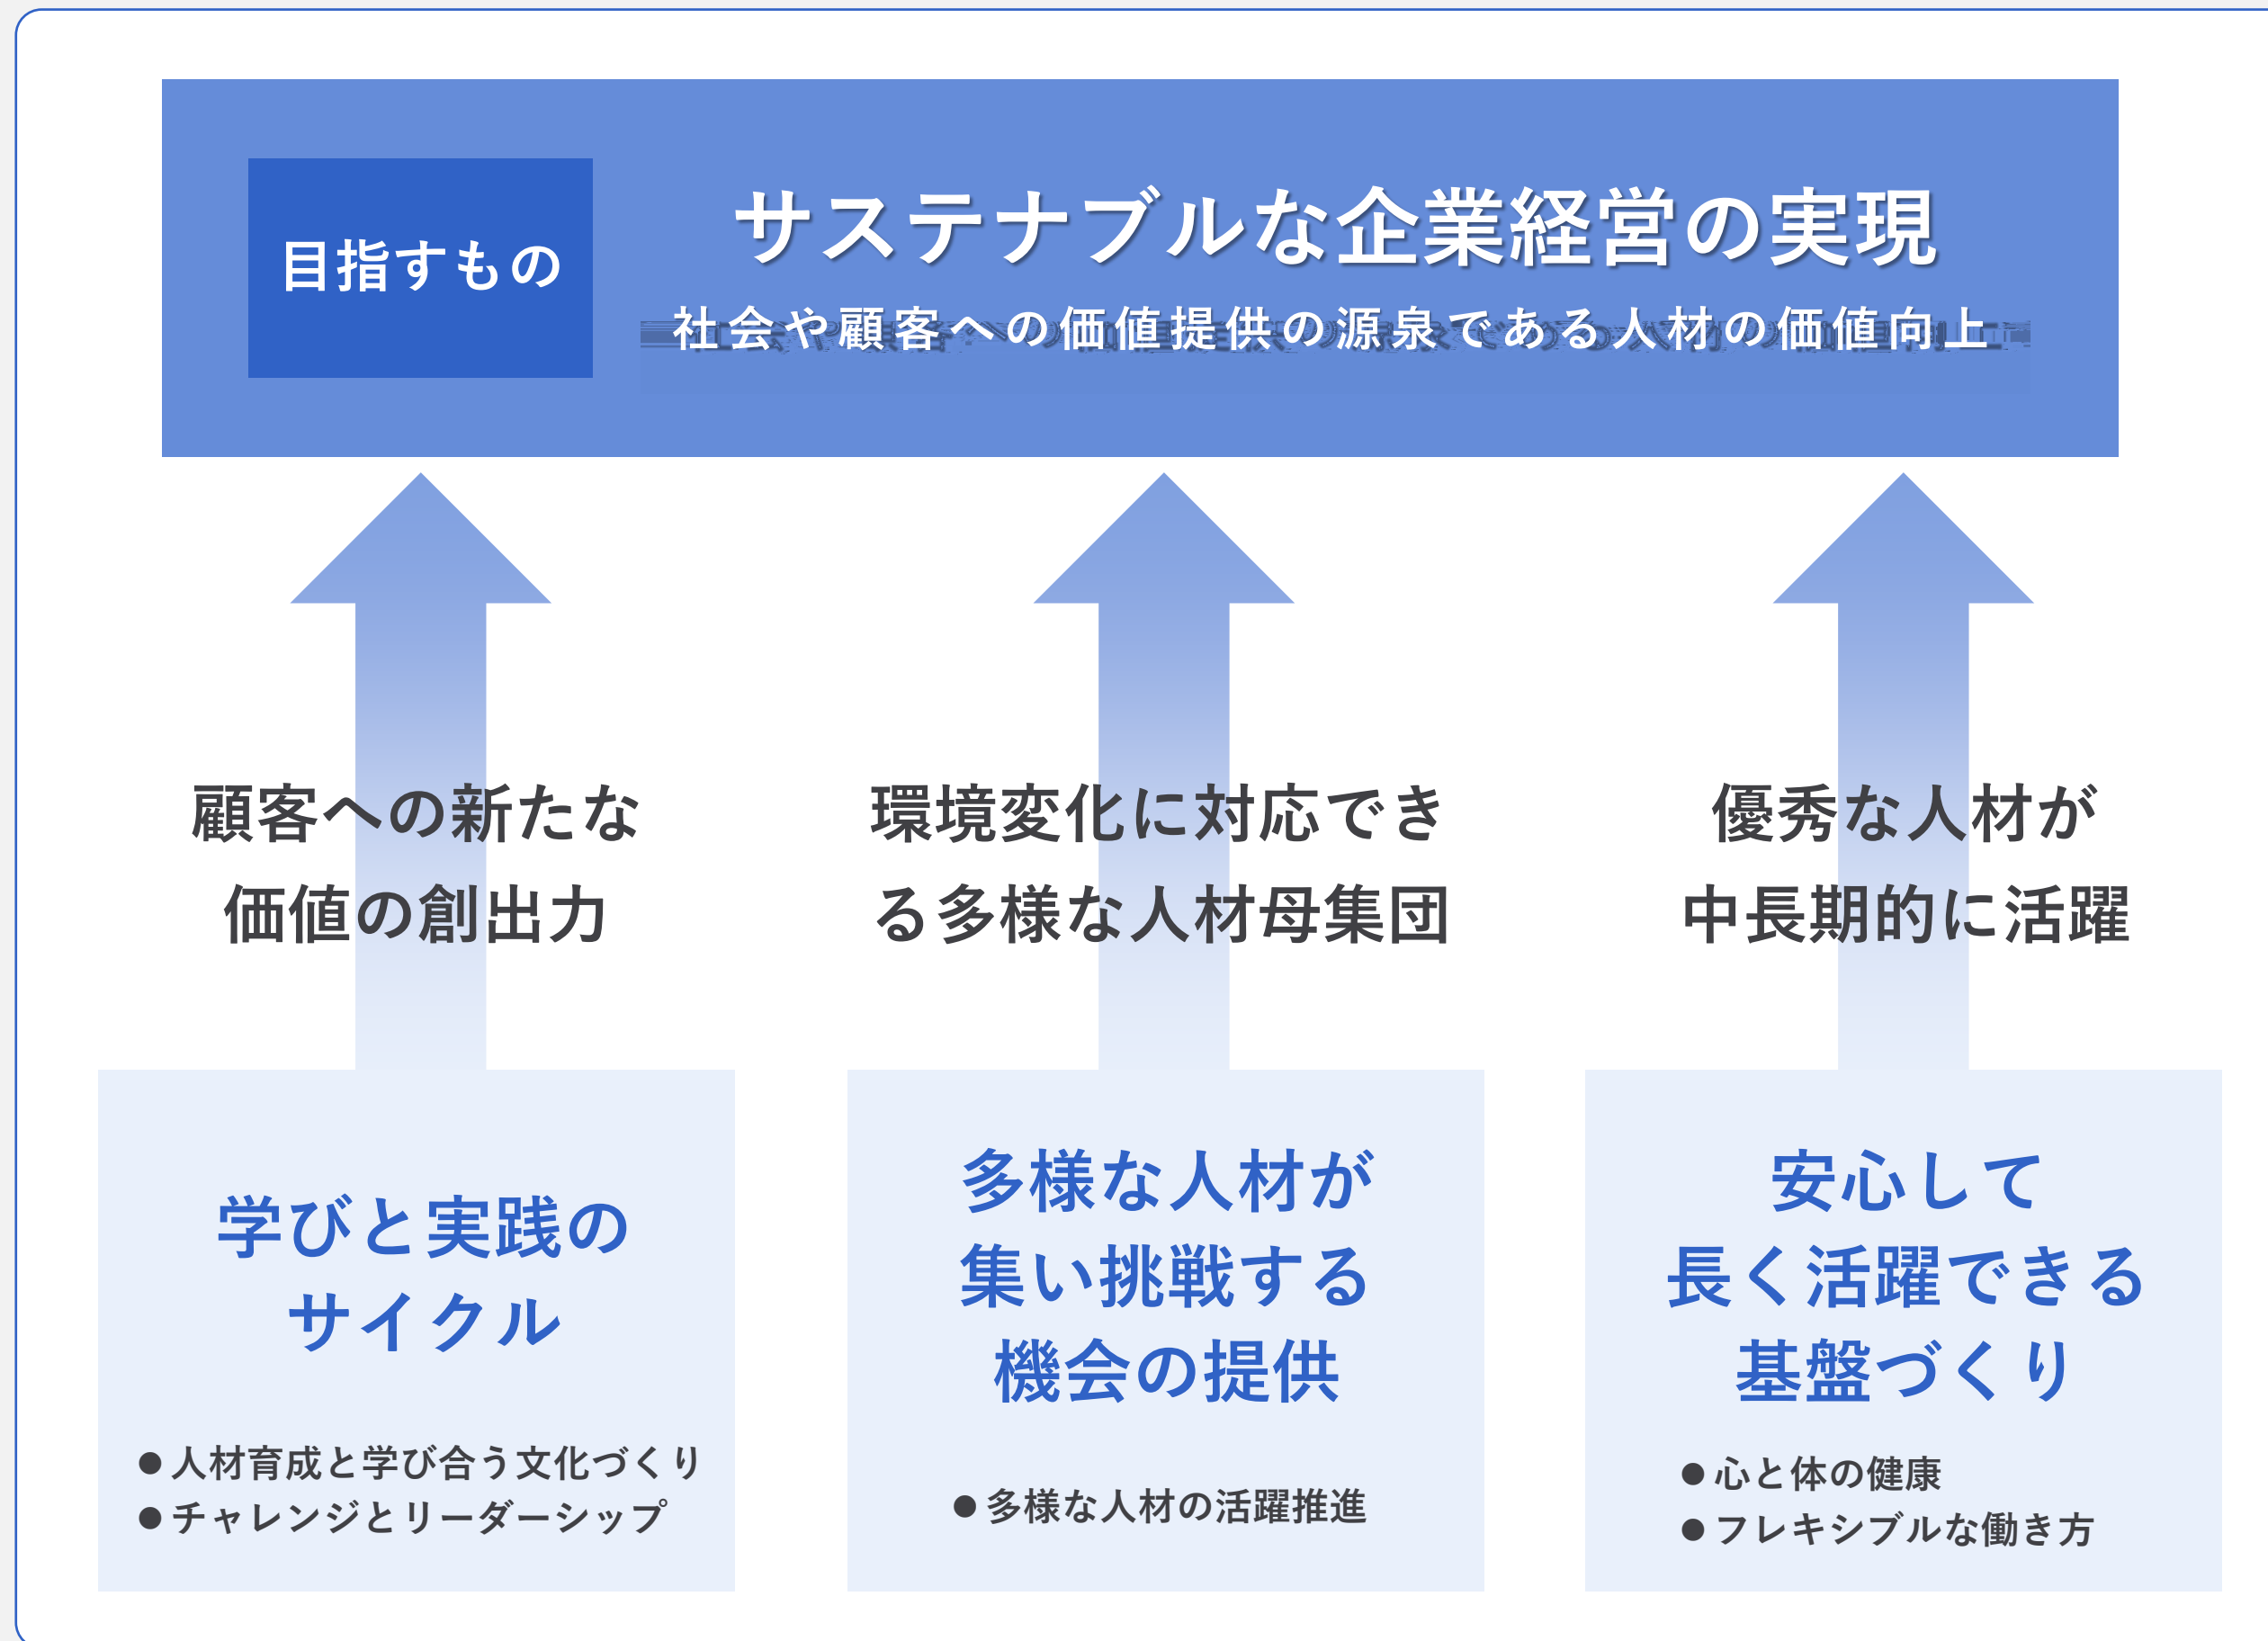 目指すもの
サステナブルな企業経営の実現
社会や顧客への価値提供の源泉である人材の価値向上
顧客への新たな
価値の創出力
環境変化に対応でき
る多様な人材母集団
優秀な人材が
中長期的に活躍
学びと実践の
サイクル
● 人材育成と学び合う文化づくり
● チャレンジとリーダーシップ
多様な人材が
集い挑戦する
機会の提供
● 多様な人材の活躍推進
安心して
長く活躍できる
基盤づくり
● 心と体の健康
● フレキシブルな働き方